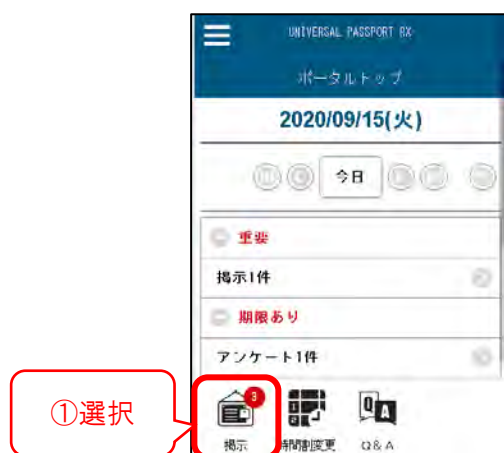 UNIVERSAL PASSPORT RX
ポータルトップ
2020/09/15(火)
今日
重要
掲示1件
期限あり
アンケート1件
①選択
3
掲示
時間割変更
Q&A